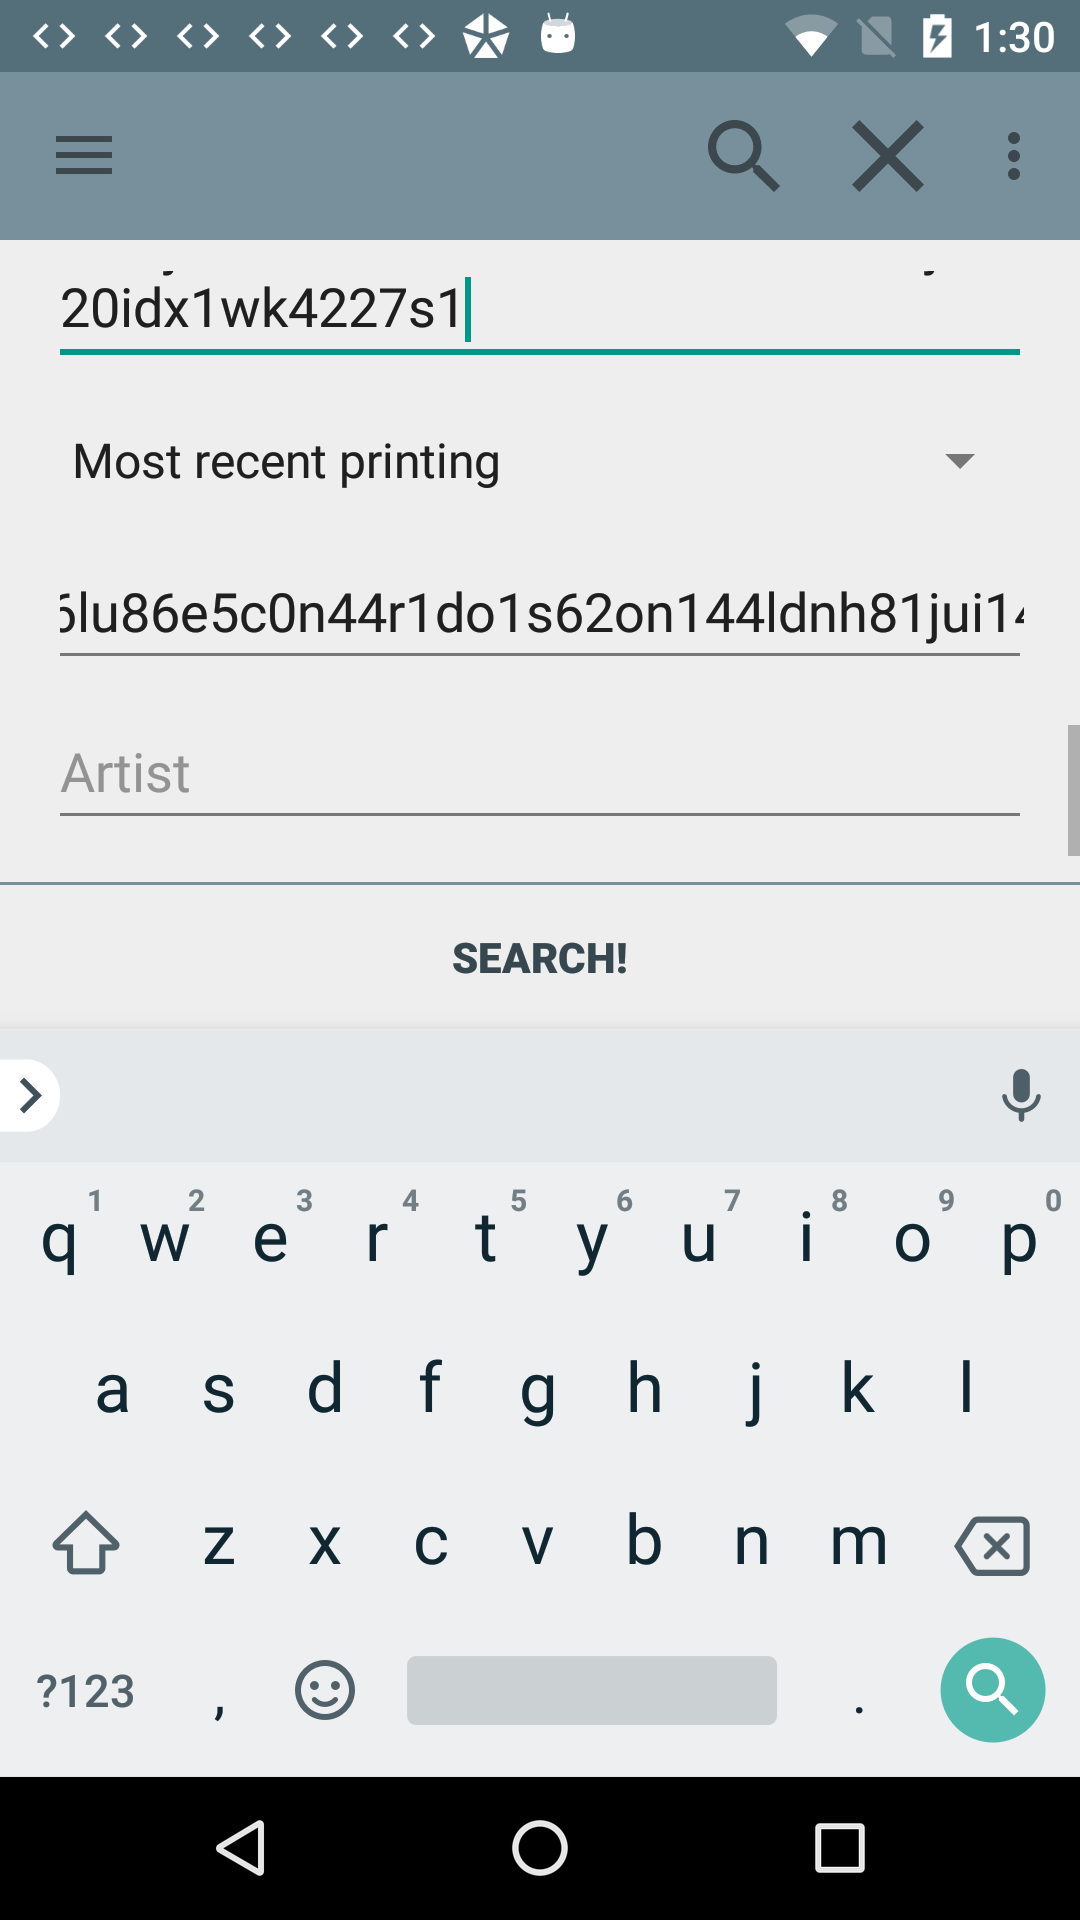 1:30
20idx1wk4227s1
Most recent printing
6lu86e5c0n44r1do1s62on144ldnh81jui14
Artist
SEARCH!
1 2 3 4 5 6 7 8 9 0
q w e r t y u i o p
a s d f g h j k l
z x c v b n m
?123 , .